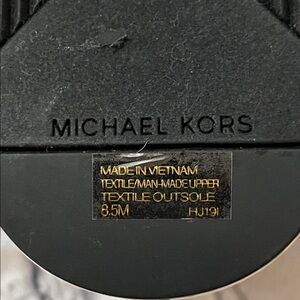 MICHAEL KORS
MADE IN VIETNAM
TEXTILE/MAN-MADE UPPER
TEXTILE OUTSOLE
8.5M HJ19I